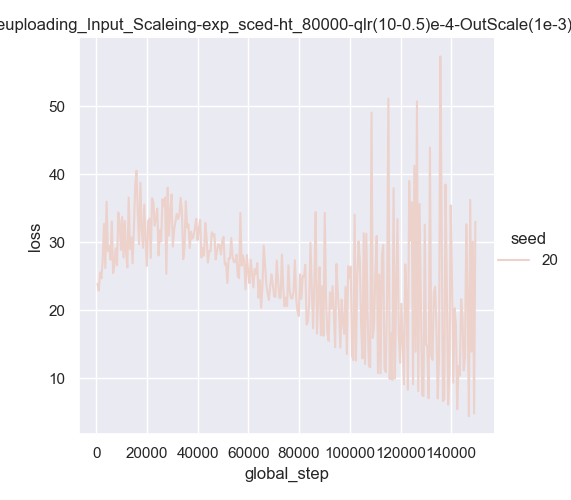 euploading_Input_Scaleing-exp_sced-ht_80000-qlr(10-0.5)e-4-OutScale(1e-3)
50
40
30
20
10
loss
seed
20
0 20000 40000 60000 80000 100000 120000 140000
global_step